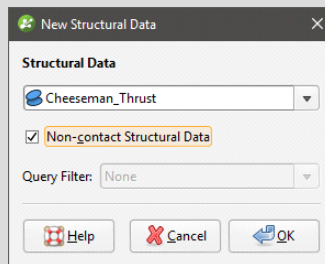 New Structural Data
Structural Data
Cheeseman_Thrust
Non-contact Structural Data
Query Filter: None
Help Cancel OK